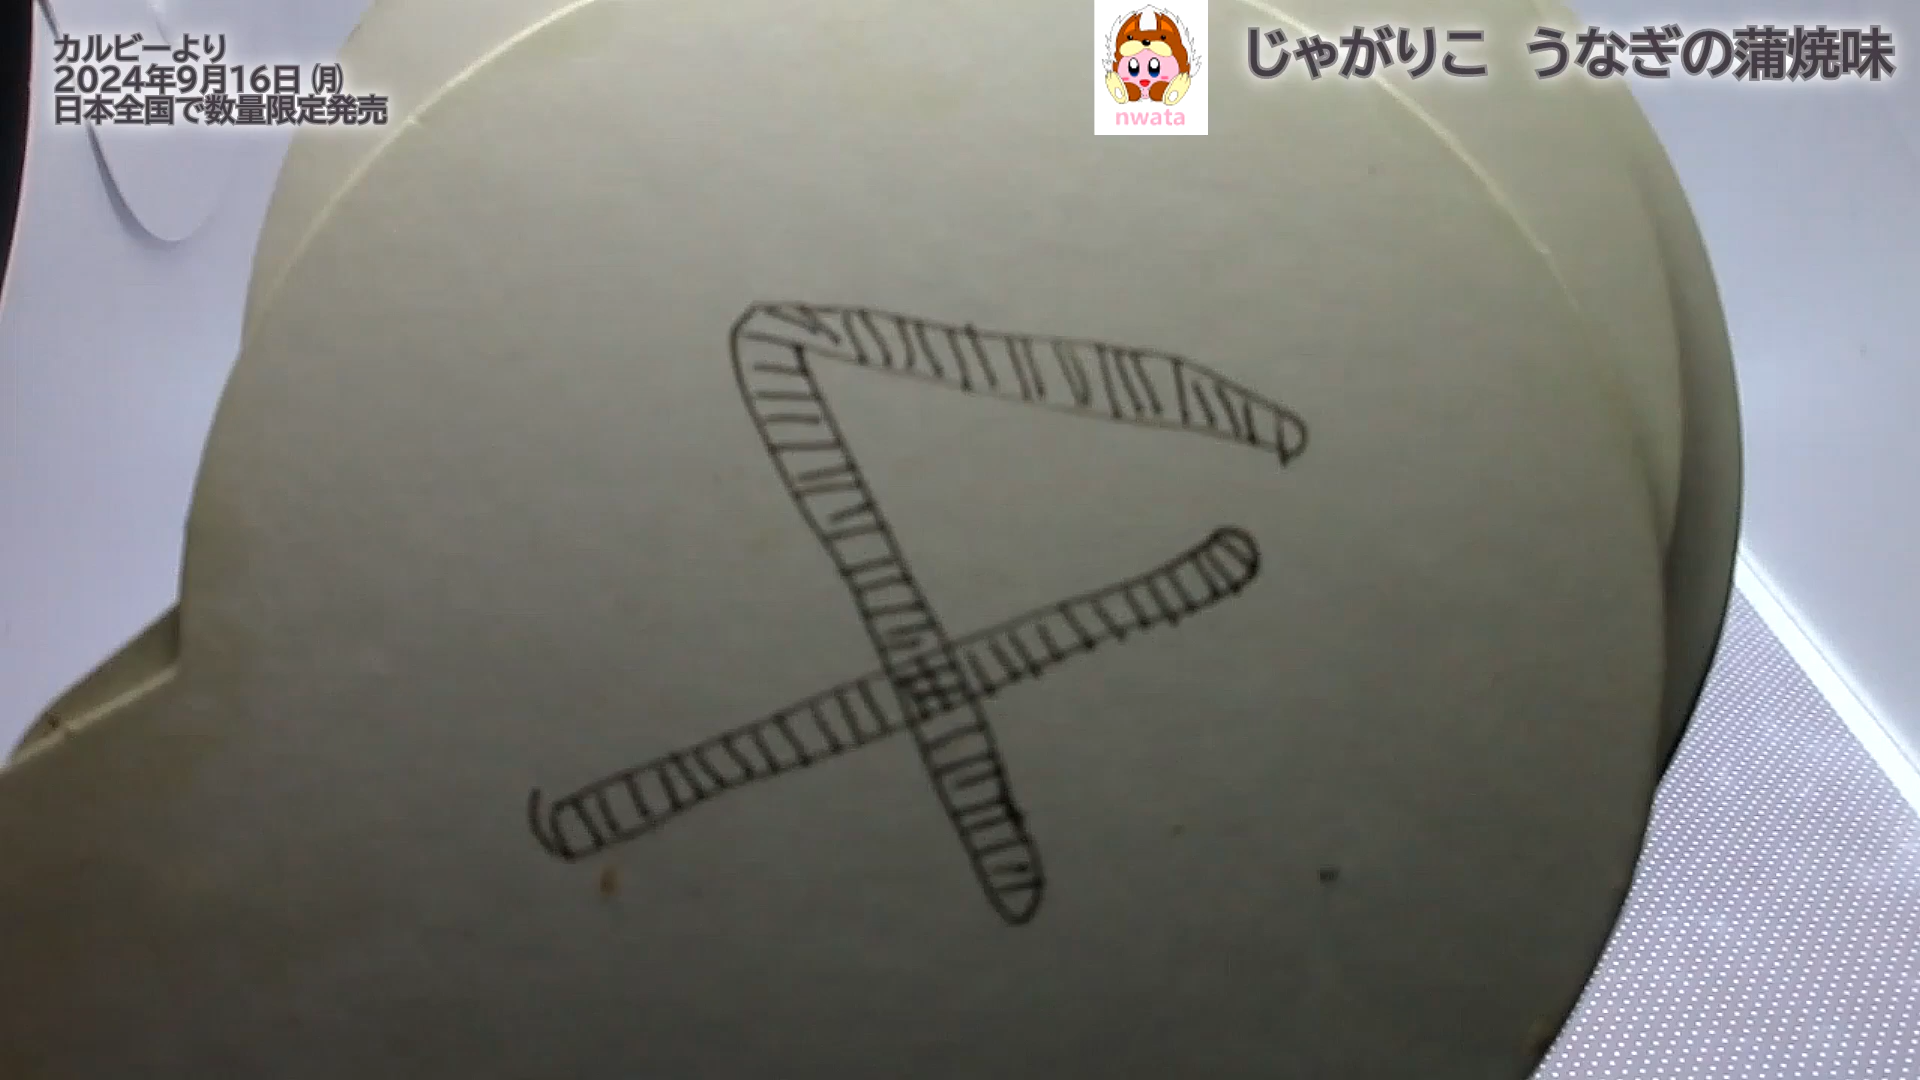 カルビーより
2024年9月16日 ㈪
日本全国で数量限定発売
nwata
じゃがりこ うなぎの蒲焼味